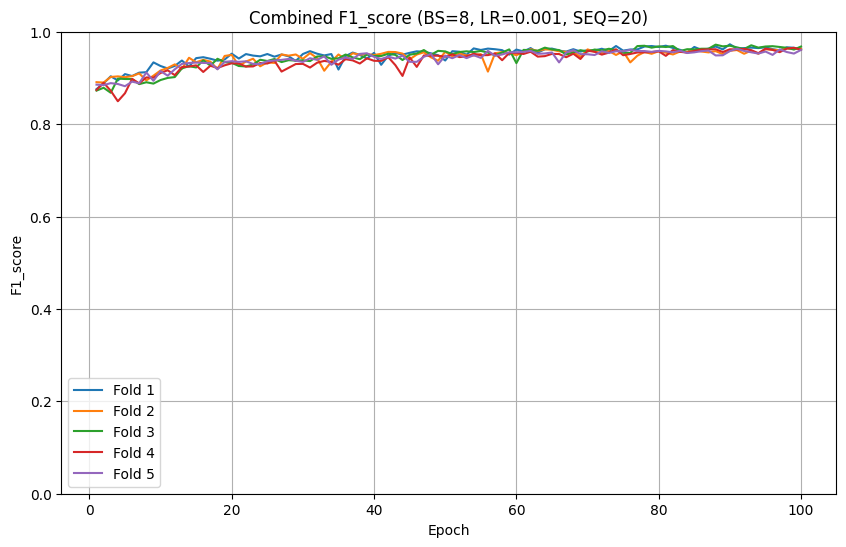 Combined F1_score (BS=8, LR=0.001, SEQ=20)
F1_score
1.0
0.8
0.6
0.4
0.2
0.0
Fold 1
Fold 2
Fold 3
Fold 4
Fold 5
0 20 40 60 80 100
Epoch